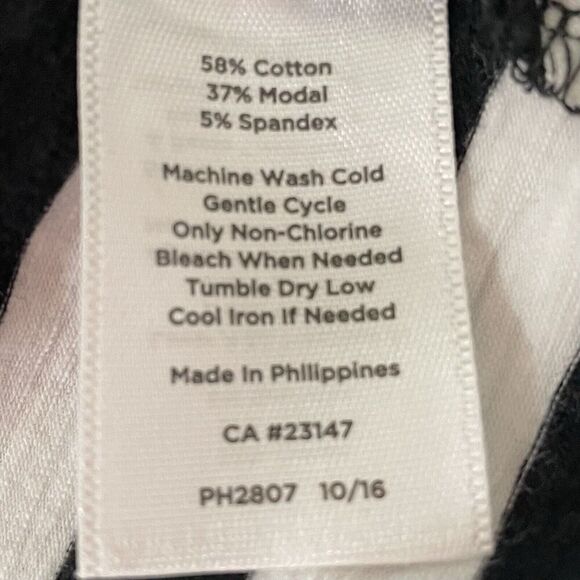 58% Cotton
37% Modal
5% Spandex
Machine Wash Cold
Gentle Cycle
Only Non-Chlorine
Bleach When Needed
Tumble Dry Low
Cool Iron If Needed
Made In Philippines
CA #23147
PH2807 10/16